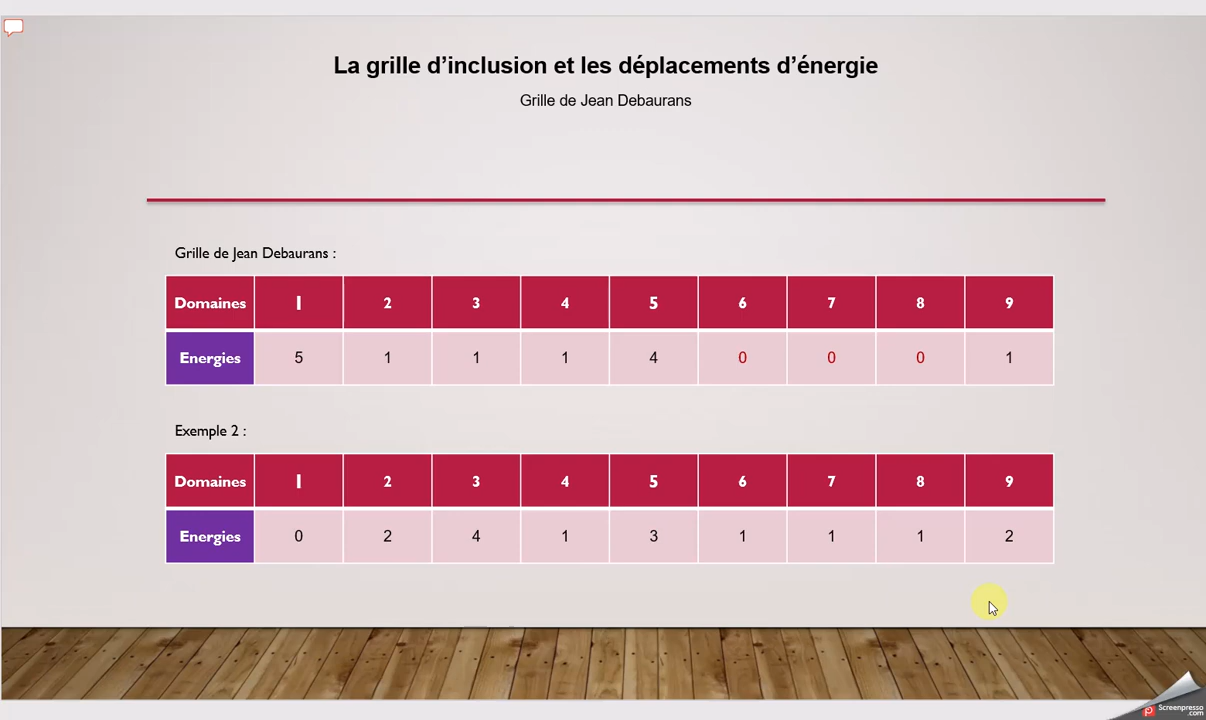 La grille d'inclusion et les déplacements d'énergie
Grille de Jean Debaurans
Grille de Jean Debaurans :
Domaines 1 2 3 4 5 6 7 8 9
Energies 5 1 1 1 4 0 0 0 1
Exemple 2 :
Domaines 1 2 3 4 5 6 7 8 9
Energies 0 2 4 1 3 1 1 1 2
Screenpresso
.com